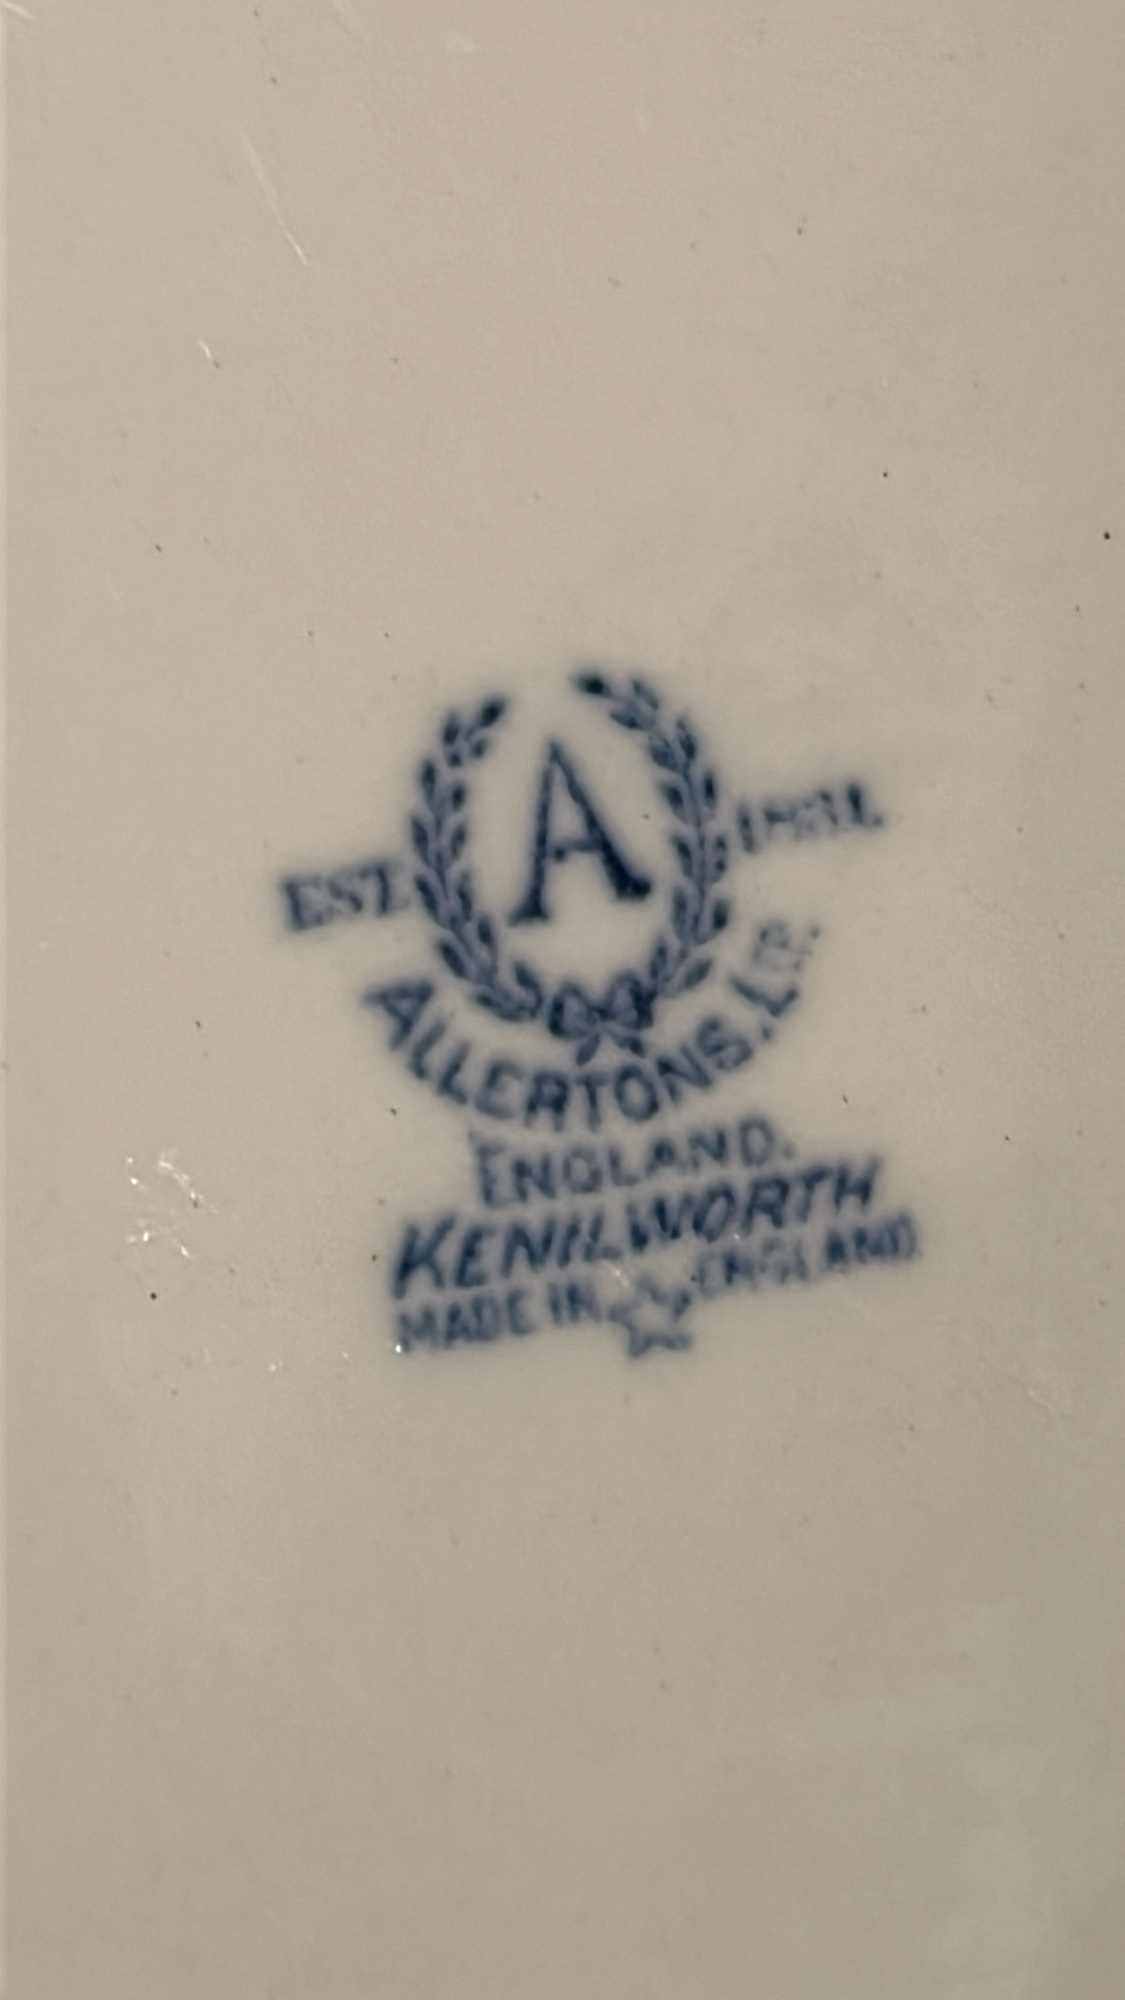 EST. A 1831.
ALLERTONS. LTD.
ENGLAND.
KENILWORTH
MADE IN ENGLAND